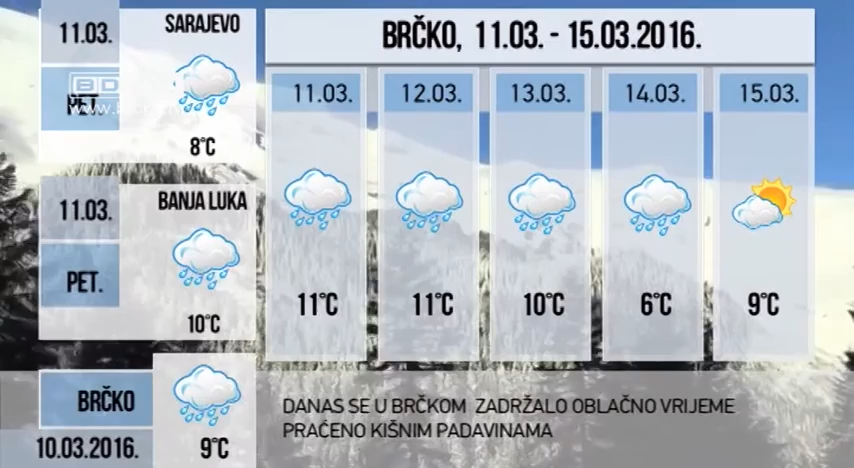 11.03.
SARAJEVO
PET
8°C
11.03.
BANJA LUKA
PET.
10°C
BRČKO
10.03.2016.
9°C
BRČKO, 11.03. - 15.03.2016.
11.03. 12.03. 13.03. 14.03. 15.03.
11°C 11°C 10°C 6°C 9°C
DANAS SE U BRČKOM ZADRŽALO OBLAČNO VRIJEME
PRAĆENO KIŠNIM PADAVINAMA